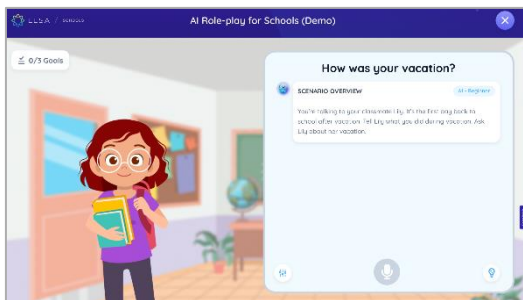 ELSA / SCHOOLS
AI Role-play for Schools (Demo)
0/3 Goals
How was your vacation?
SCENARIO OVERVIEW
A1 - Beginner
You're talking to your classmate Lily. It's the first day back to
school after vacation. Tell Lily what you did during vacation. Ask
Lily about her vacation.